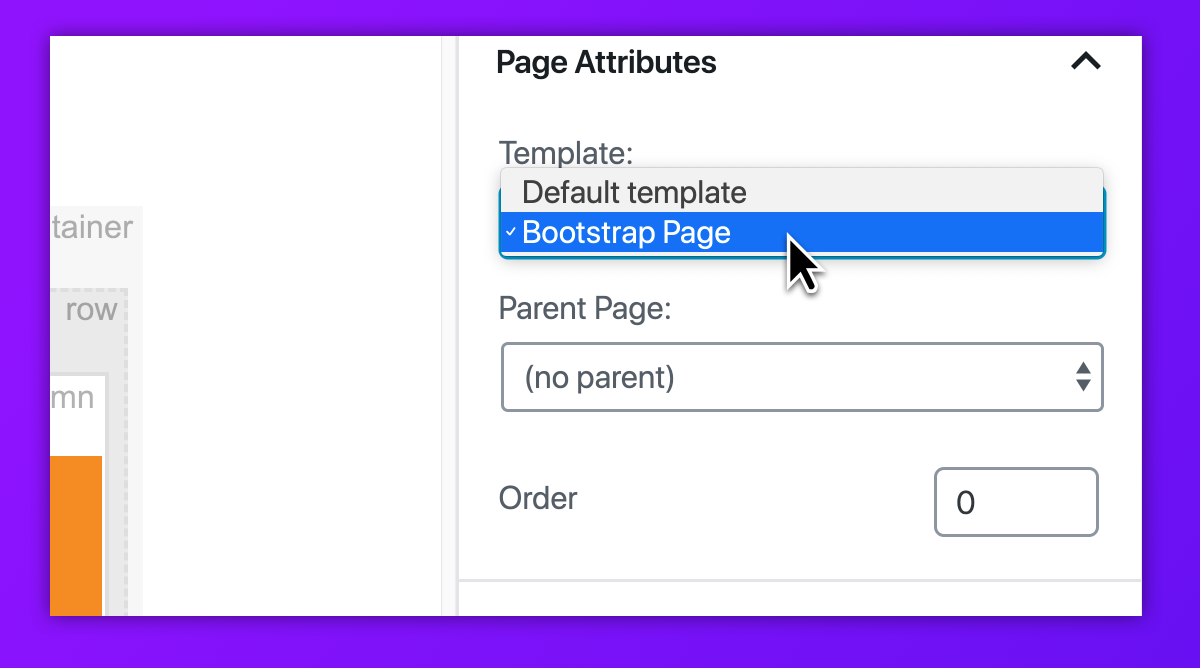 Page Attributes
Template:
Default template
Bootstrap Page
Parent Page:
(no parent)
Order
0
tainer
row
mn